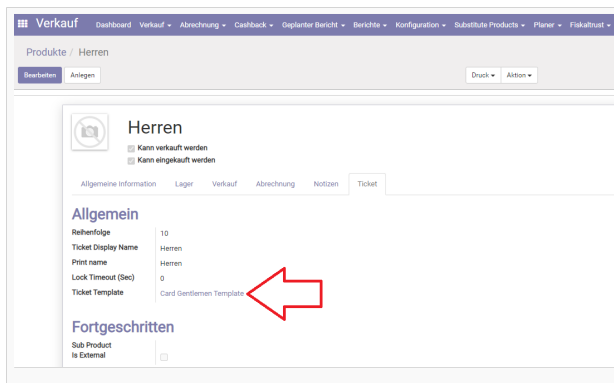 Verkauf Dashboard Verkauf Abrechnung Cashback Geplanter Bericht Berichte Konfiguration Substitute Products Planer Fiskaltrust
Produkte / Herren
Bearbeiten Anlegen Druck Aktion
Herren
Kann verkauft werden
Kann eingekauft werden
Allgemeine Information Lager Verkauf Abrechnung Notizen Ticket
Allgemein
Reihenfolge 10
Ticket Display Name Herren
Print name Herren
Lock Timeout (Sec) 0
Ticket Template Card Gentlemen Template
Fortgeschritten
Sub Product
Is External